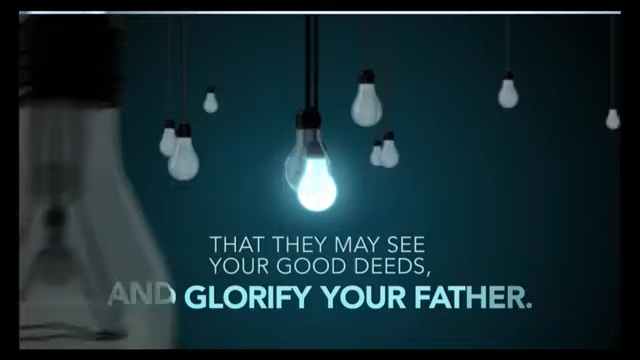 THAT THEY MAY SEE
YOUR GOOD DEEDS,
AND GLORIFY YOUR FATHER.